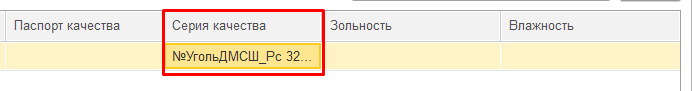 Паспорт качества Серия качества Зольность Влажность
№УгольДМСШ_Рс 32...